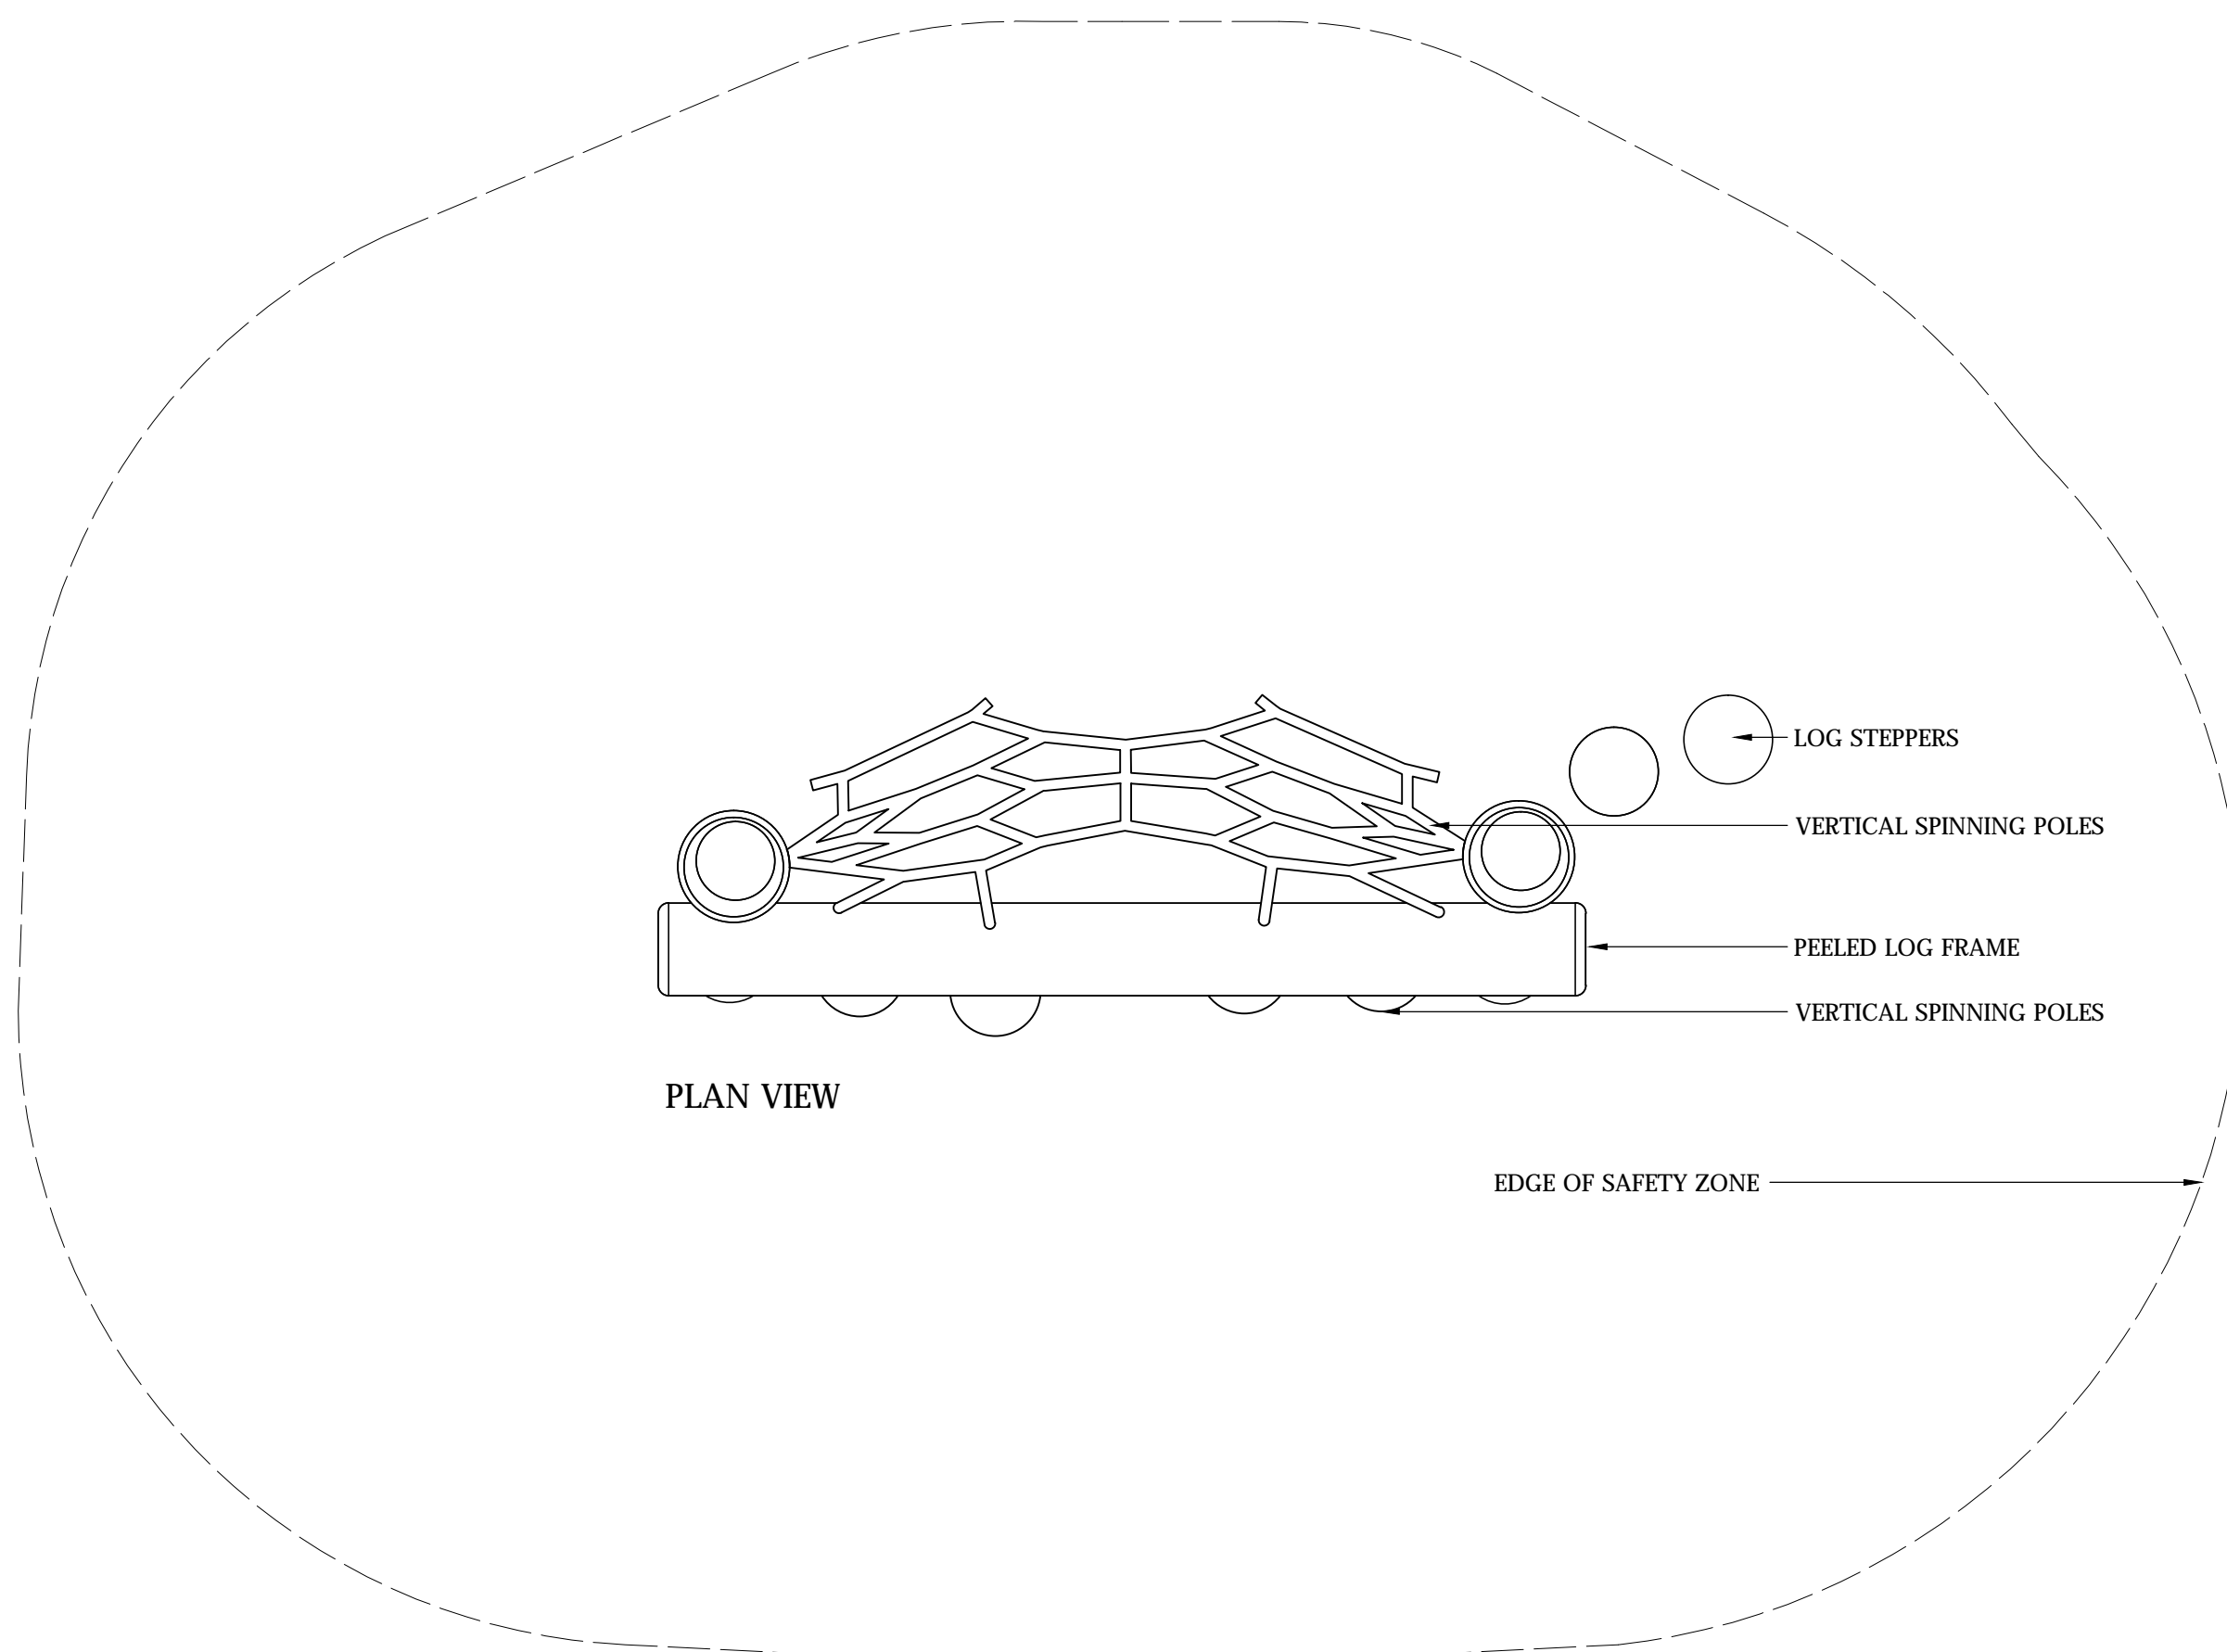 LOG STEPPERS
VERTICAL SPINNING POLES
PEELED LOG FRAME
VERTICAL SPINNING POLES
PLAN VIEW
EDGE OF SAFETY ZONE